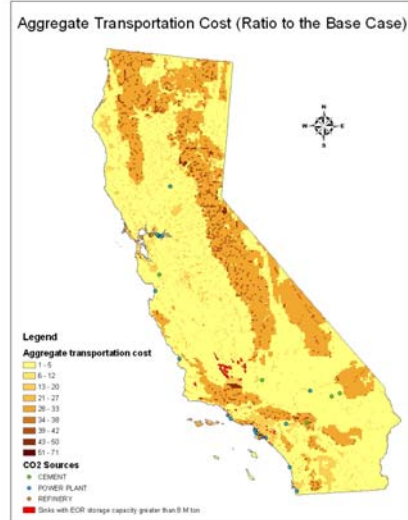 Aggregate Transportation Cost (Ratio to the Base Case)
N
W E
S
Legend
Aggregate transportation cost
1 - 5
6 - 12
13 - 20
21 - 27
28 - 33
34 - 38
39 - 42
43 - 50
51 - 71
CO2 Sources
CEMENT
POWER PLANT
REFINERY
Sinks with EOR storage capacity greater than 8 M ton